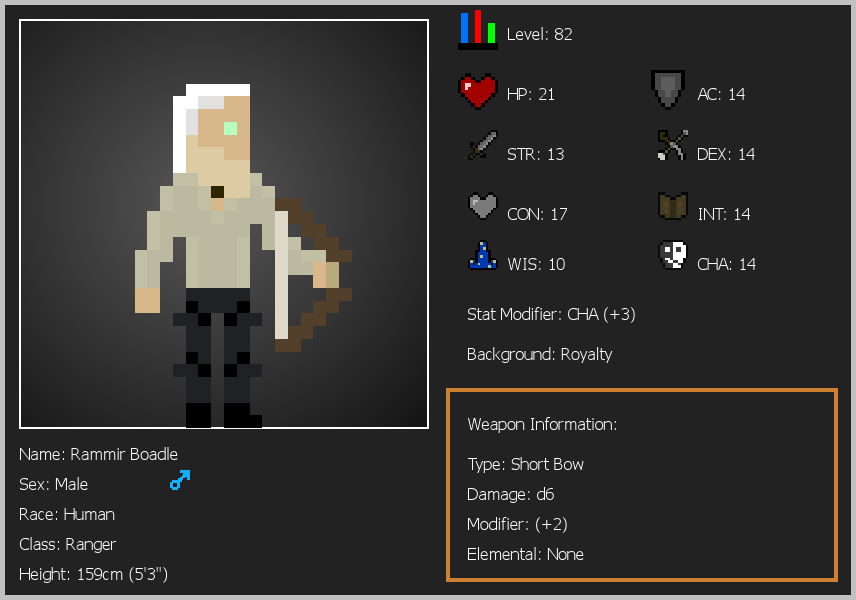 Level: 82
HP: 21
AC: 14
STR: 13
DEX: 14
CON: 17
INT: 14
WIS: 10
CHA: 14
Stat Modifier: CHA (+3)
Background: Royalty
Weapon Information:
Type: Short Bow
Damage: d6
Modifier: (+2)
Elemental: None
Name: Rammir Boadle
Sex: Male
Race: Human
Class: Ranger
Height: 159cm (5'3")